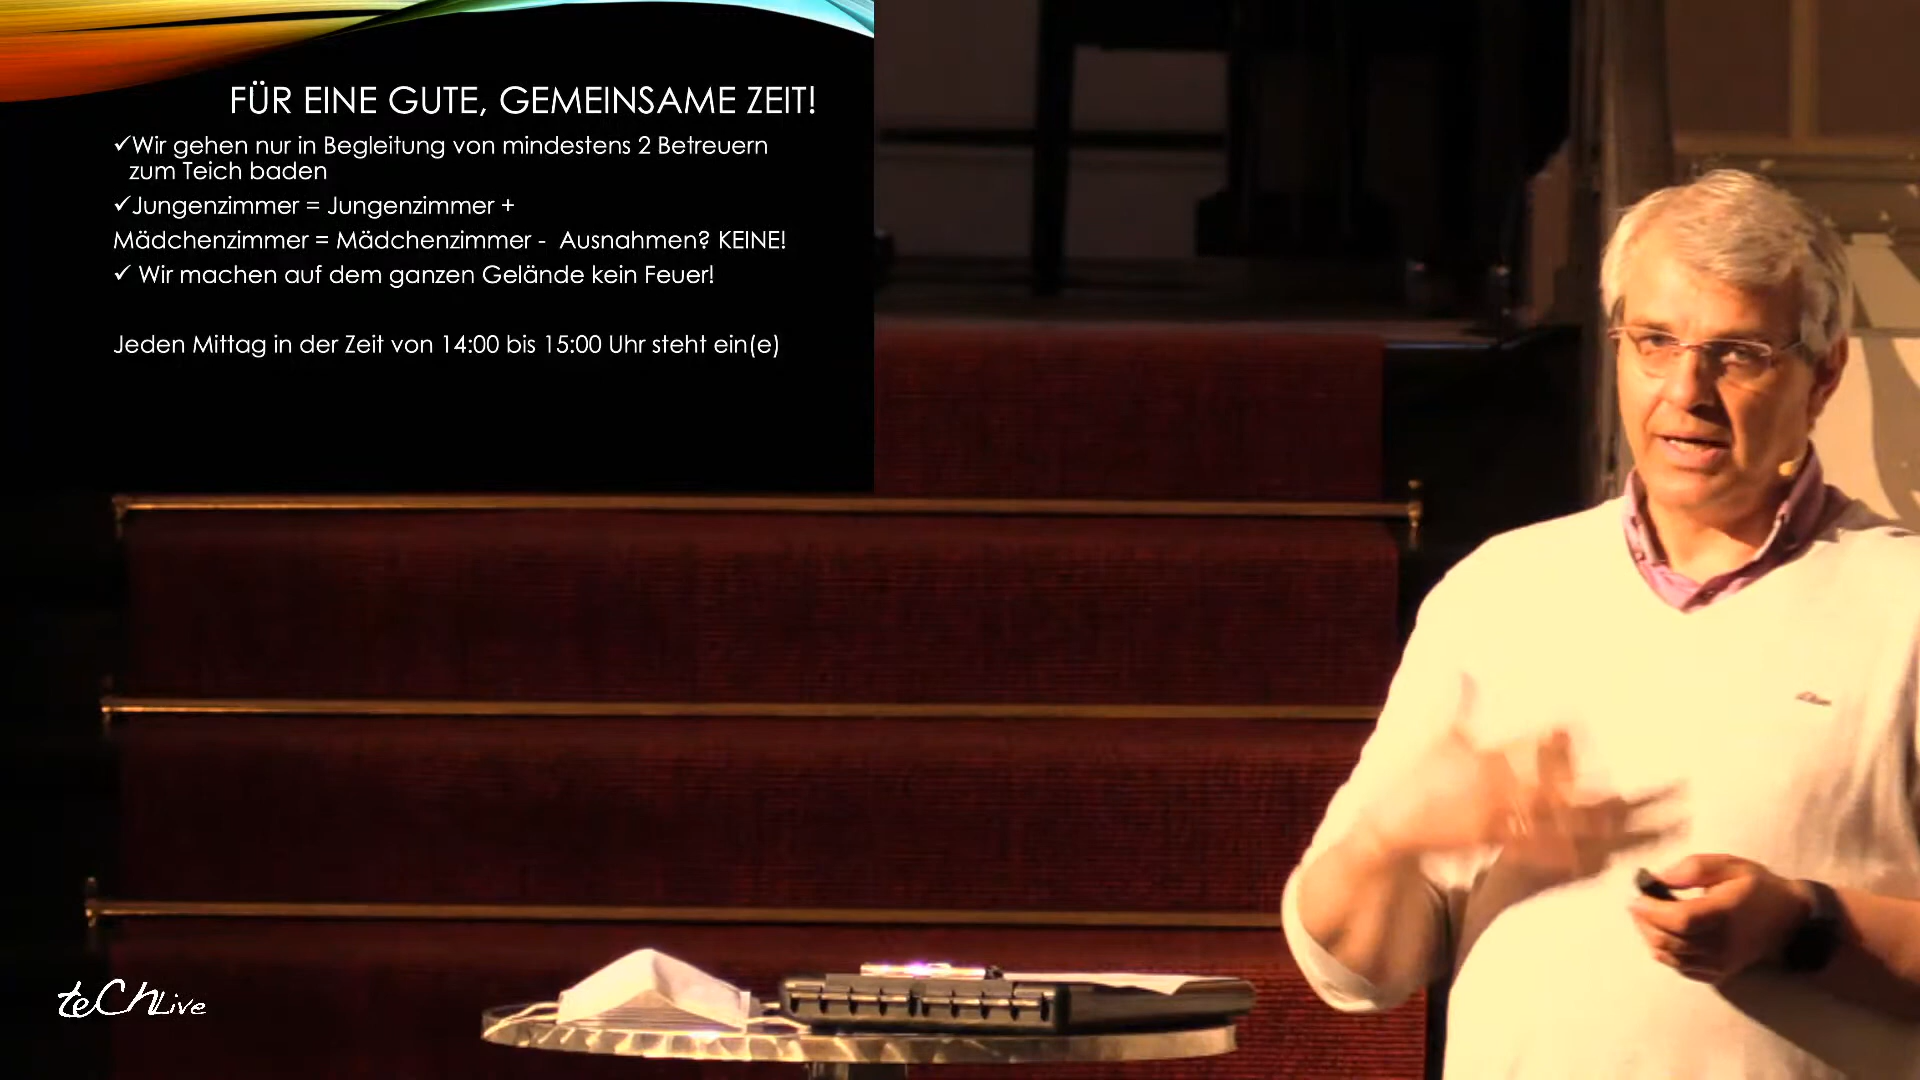 FÜR EINE GUTE, GEMEINSAME ZEIT!
✓Wir gehen nur in Begleitung von mindestens 2 Betreuern
zum Teich baden
✓Jungenzimmer = Jungenzimmer +
Mädchenzimmer = Mädchenzimmer -  Ausnahmen? KEINE!
✓ Wir machen auf dem ganzen Gelände kein Feuer!
Jeden Mittag in der Zeit von 14:00 bis 15:00 Uhr steht ein(e)
teChLive